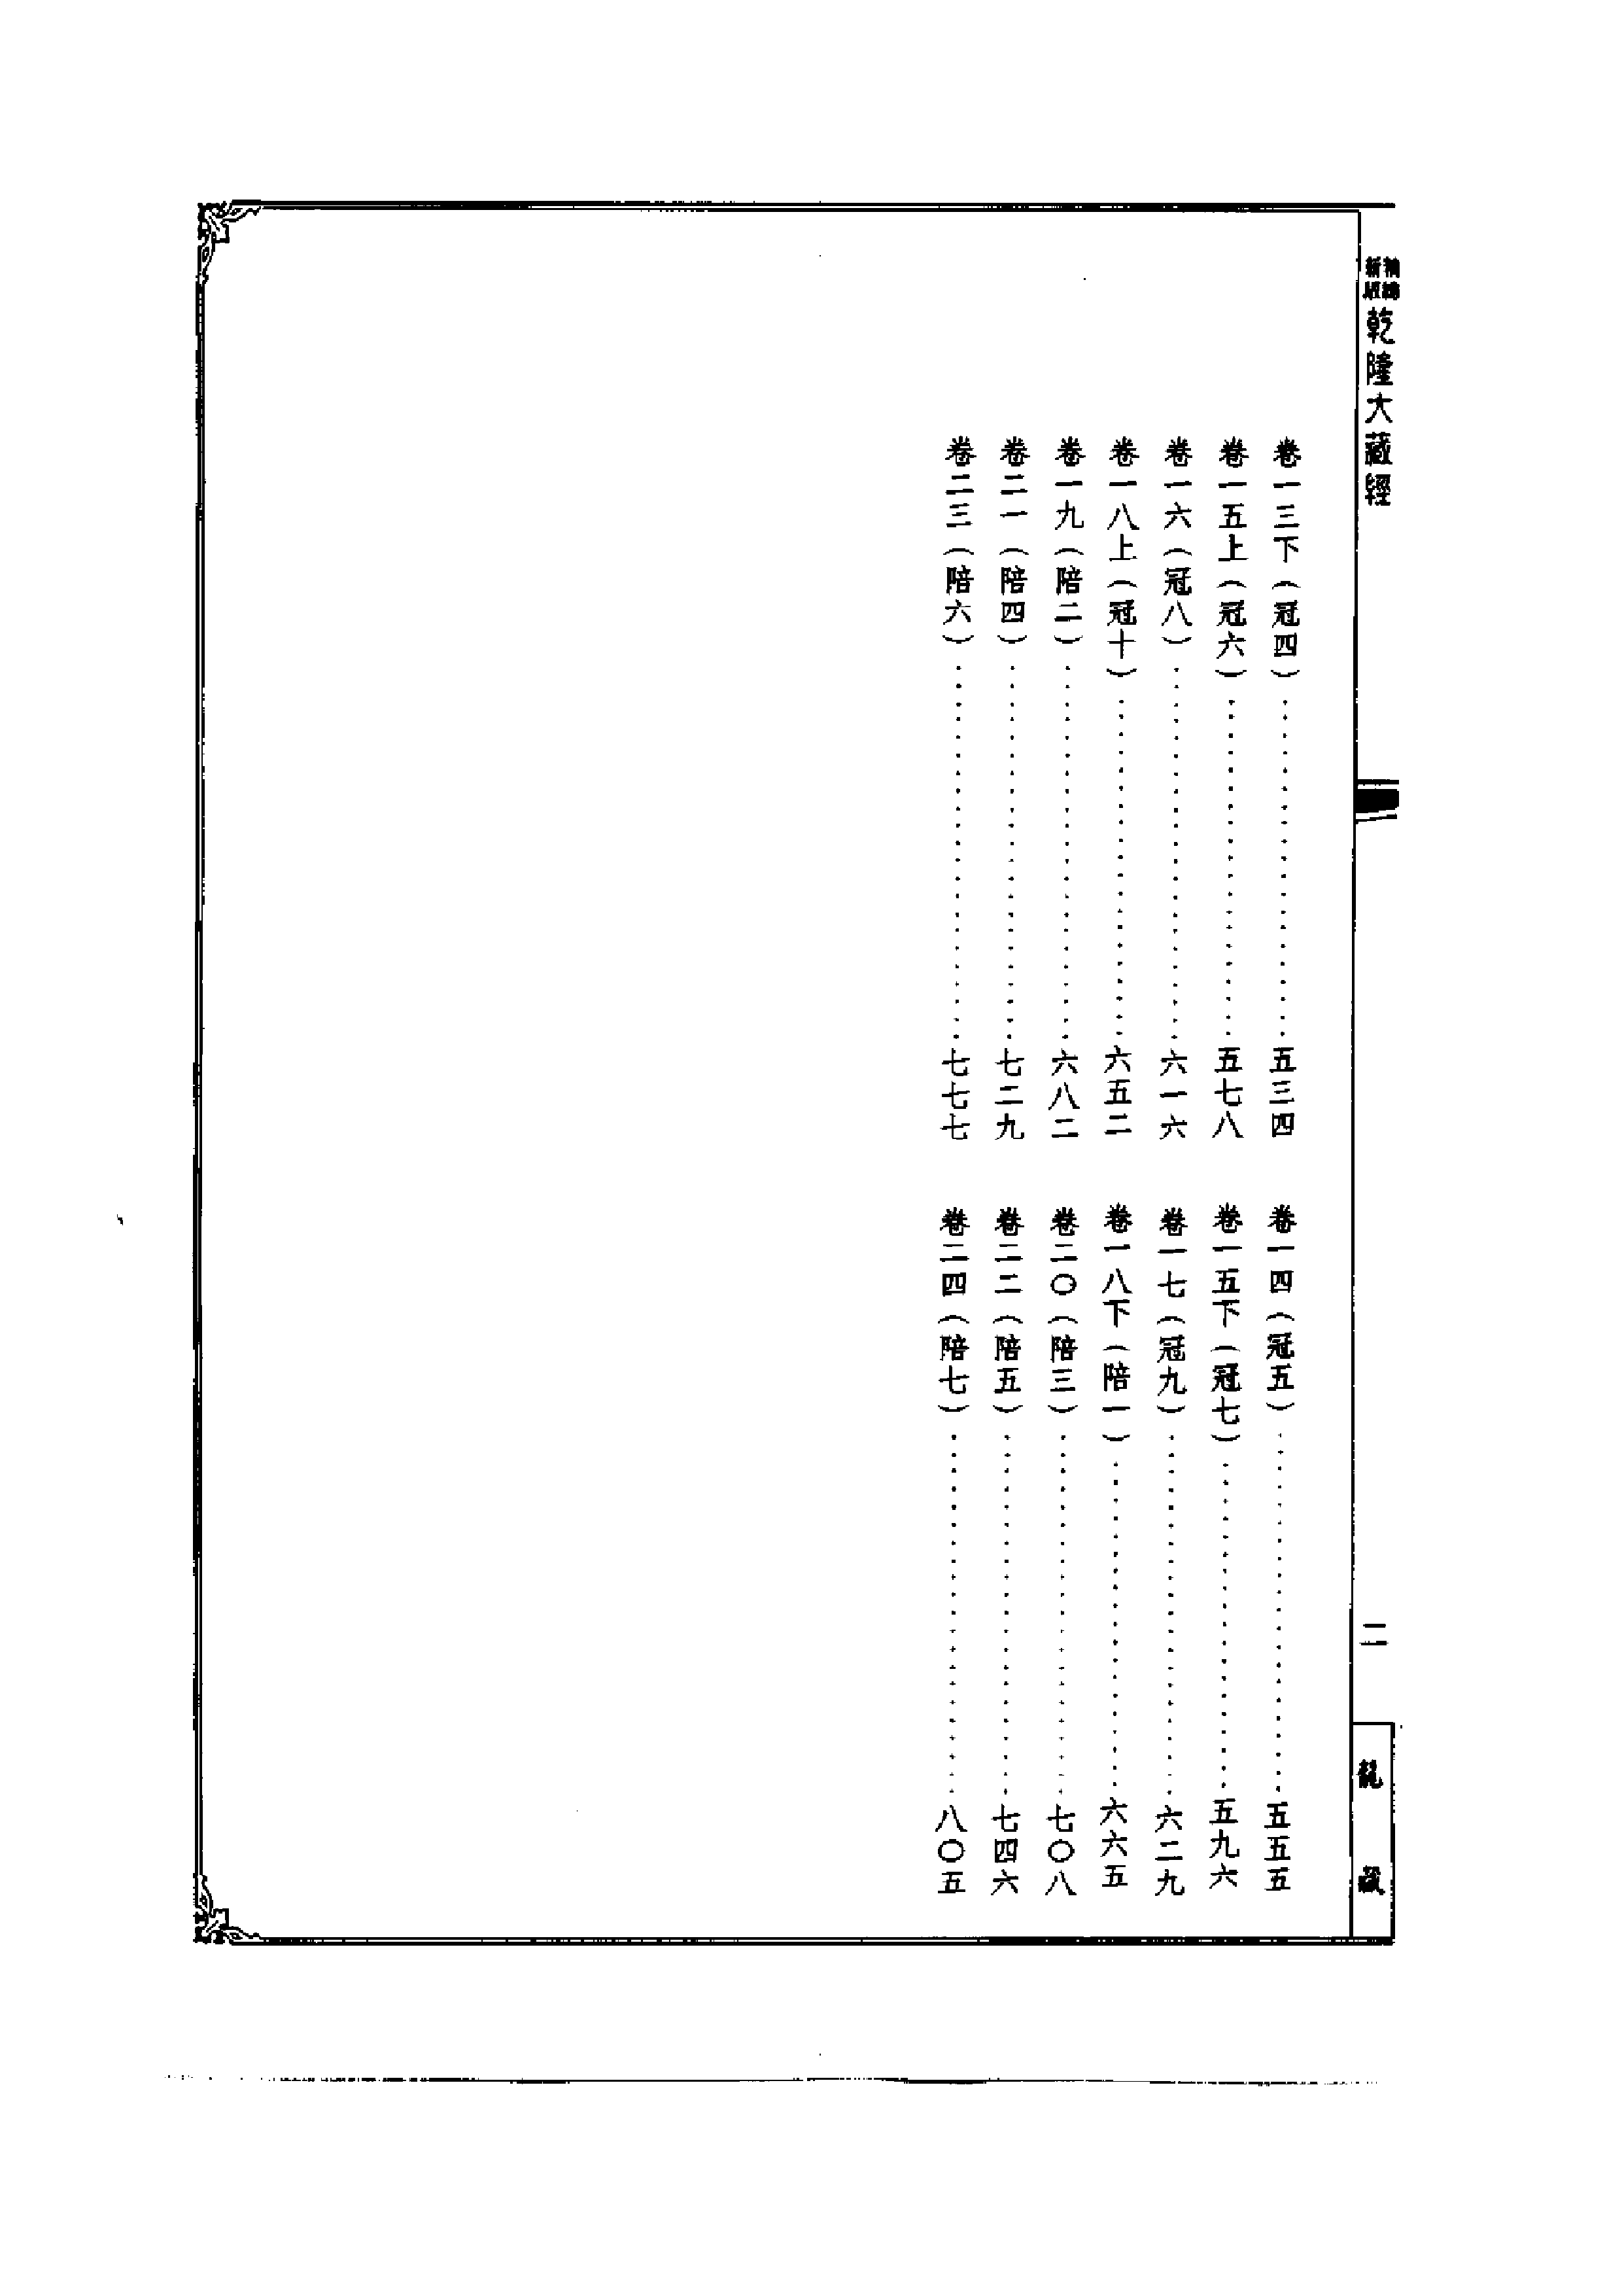 新版
乾隆大藏經
二
龍藏
卷一三下（冠四）……五三四
卷一四（冠五）……五五五
卷一五上（冠六）……五七八
卷一五下（冠七）……五九六
卷一六（冠八）……六一六
卷一七（冠九）……六二九
卷一八上（冠十）……六五二
卷一八下（陪一）……六六五
卷一九（陪二）……六八二
卷二〇（陪三）……七〇八
卷二一（陪四）……七二九
卷二二（陪五）……七四六
卷二三（陪六）……七七七
卷二四（陪七）……八〇五